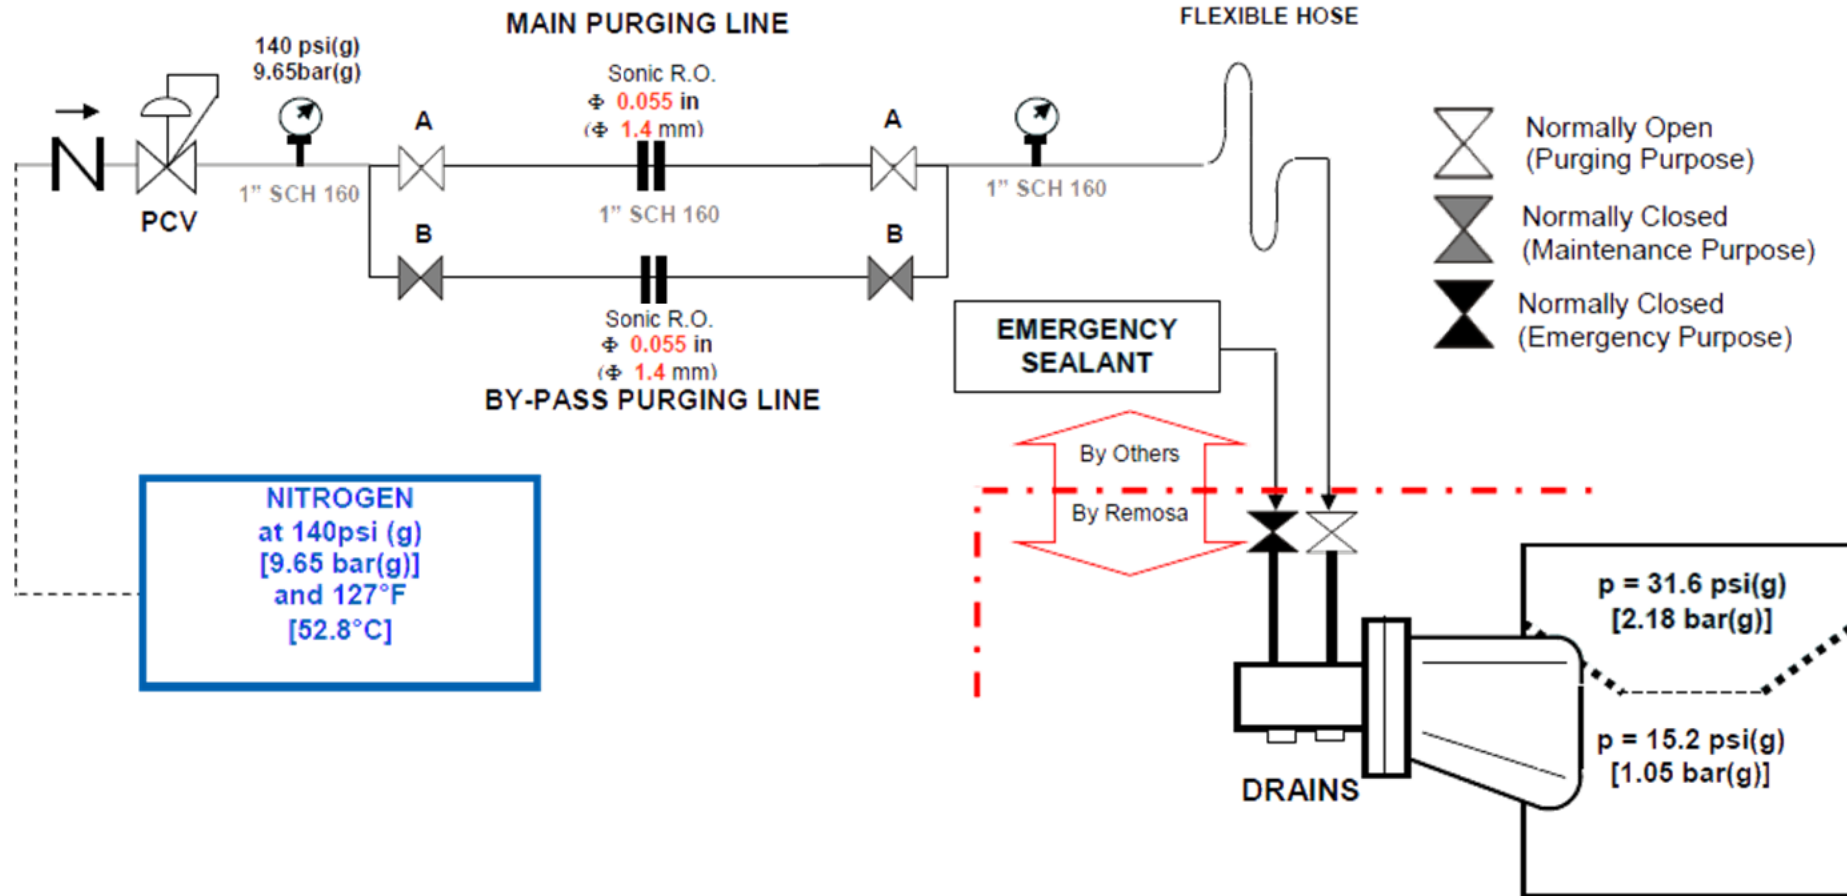 MAIN PURGING LINE
FLEXIBLE HOSE
140 psi(g)
9.65bar(g)
Sonic R.O.
Φ 0.055 in
(Φ 1.4 mm)
A
A
PCV
1” SCH 160
1” SCH 160
1” SCH 160
B
B
Sonic R.O.
Φ 0.055 in
(Φ 1.4 mm)
BY-PASS PURGING LINE
Normally Open
(Purging Purpose)
Normally Closed
(Maintenance Purpose)
Normally Closed
(Emergency Purpose)
EMERGENCY
SEALANT
By Others
By Remosa
NITROGEN
at 140psi (g)
[9.65 bar(g)]
and 127°F
[52.8°C]
p = 31.6 psi(g)
[2.18 bar(g)]
p = 15.2 psi(g)
[1.05 bar(g)]
DRAINS